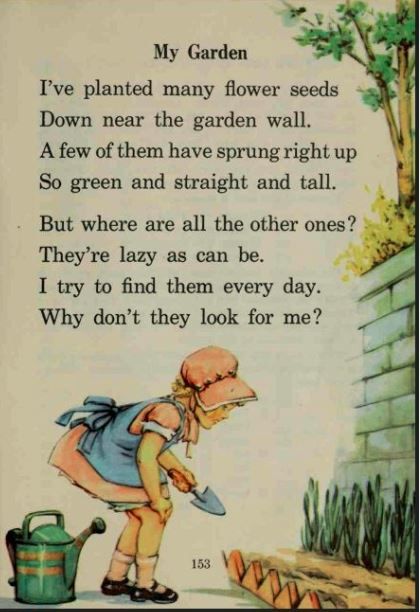 My Garden
I've planted many flower seeds
Down near the garden wall.
A few of them have sprung right up
So green and straight and tall.
But where are all the other ones?
They're lazy as can be.
I try to find them every day.
Why don't they look for me?
153